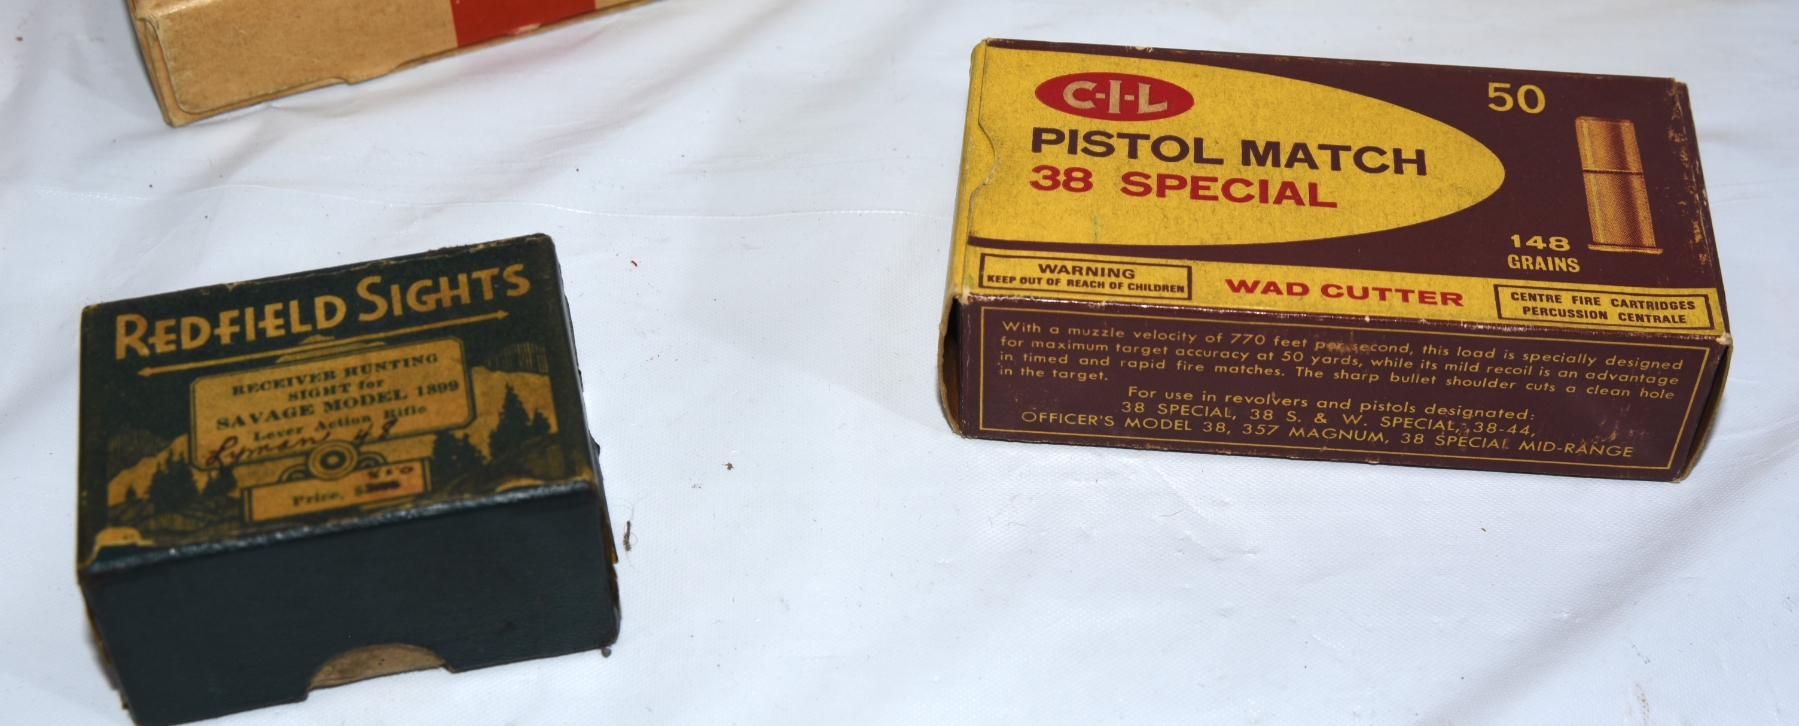 REDFIELD SIGHTS
RECEIVER HUNTING
SIGHT for
SAVAGE MODEL 1899
Lever Action Rifle
Lyman 48
Price, $
C-I-L
50
PISTOL MATCH
38 SPECIAL
148
GRAINS
WARNING
KEEP OUT OF REACH OF CHILDREN
WAD CUTTER
CENTRE FIRE CARTRIDGES
PERCUSSION CENTRALE
With a muzzle velocity of 770 feet per second, this load is specially designed
for maximum target accuracy at 50 yards, while its mild recoil is an advantage
in timed and rapid fire matches. The sharp bullet shoulder cuts a clean hole
in the target.
For use in revolvers and pistols designated:
38 SPECIAL, 38 S. & W. SPECIAL, 38-44,
OFFICER'S MODEL 38, 357 MAGNUM, 38 SPECIAL MID-RANGE